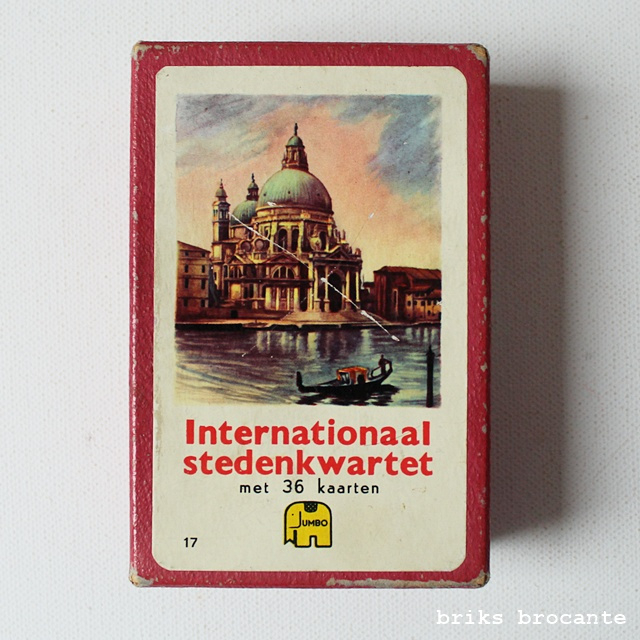 Internationaal
stedenkwartet
met 36 kaarten
JUMBO
17
briks brocante